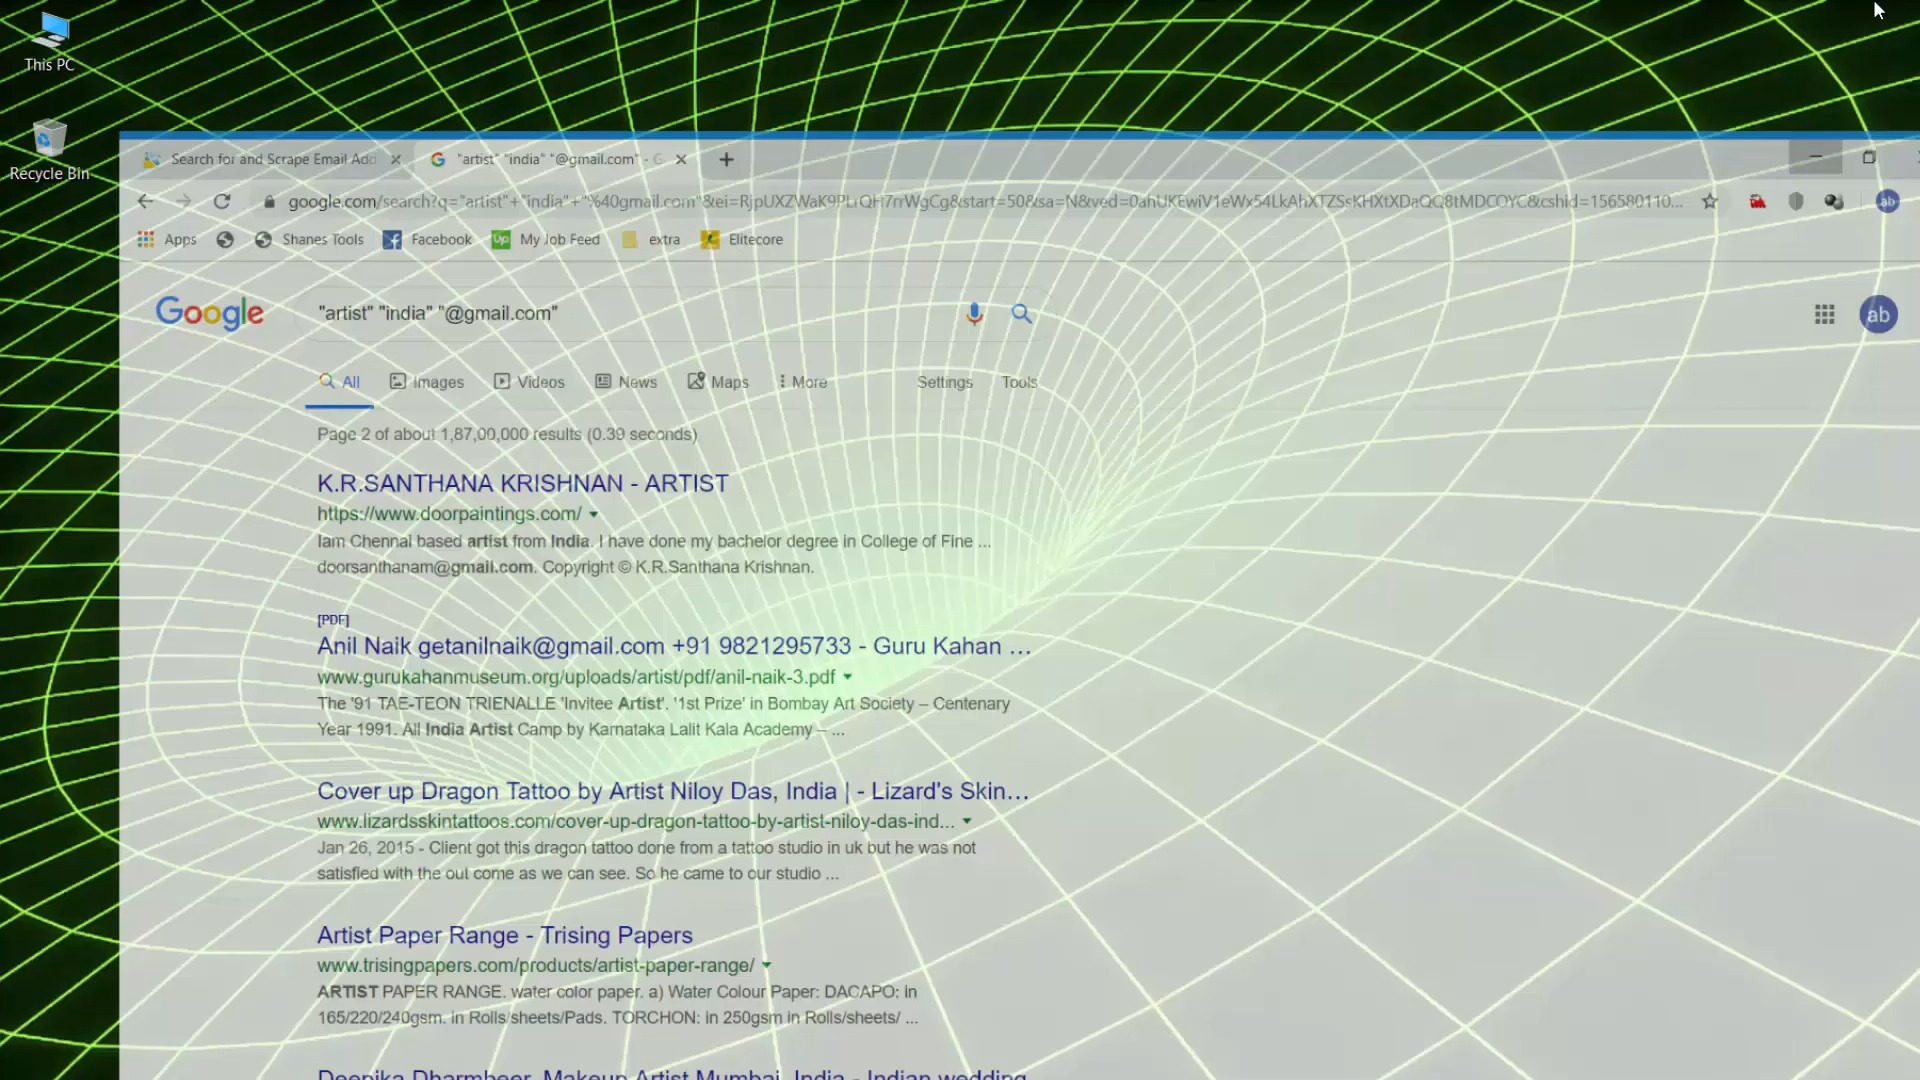 This PC
Recycle Bin
Search for and Scrape Email Add
"artist" "india" "@gmail.com" - G
google.com/search?q="artist"+"india"+"%40gmail.com"
Apps
Shanes Tools
Facebook
Up My Job Feed
extra
Elitecore
ab
Google
"artist" "india" "@gmail.com"
ab
All
Images
Videos
News
Maps
More
Settings
Tools
Page 2 of about 1,87,00,000 results (0.39 seconds)
K.R.SANTHANA KRISHNAN - ARTIST
https://www.doorpaintings.com/
Iam Chennai based artist from India. I have done my bachelor degree in College of Fine ...
doorsanthanam@gmail.com. Copyright © K.R.Santhana Krishnan.
[PDF]
Anil Naik getanilnaik@gmail.com +91 9821295733 - Guru Kahan ...
www.gurukahanmuseum.org/uploads/artist/pdf/anil-naik-3.pdf
The '91 TAE-TEON TRIENALLE 'Invitee Artist'. '1st Prize' in Bombay Art Society – Centenary
Year 1991. All India Artist Camp by Karnataka Lalit Kala Academy – ...
Cover up Dragon Tattoo by Artist Niloy Das, India | - Lizard's Skin...
www.lizardsskintattoos.com/cover-up-dragon-tattoo-by-artist-niloy-das-ind...
Jan 26, 2015 - Client got this dragon tattoo done from a tattoo studio in uk but he was not
satisfied with the out come as we can see. So he came to our studio ...
Artist Paper Range - Trising Papers
www.trisingpapers.com/products/artist-paper-range/
ARTIST PAPER RANGE. water color paper. a) Water Colour Paper: DACAPO: in
165/220/240gsm. in Rolls/sheets/Pads. TORCHON: in 250gsm in Rolls/sheets/ ...
Deepika Dharmbeer, Makeup Artist Mumbai, India - Indian wedding